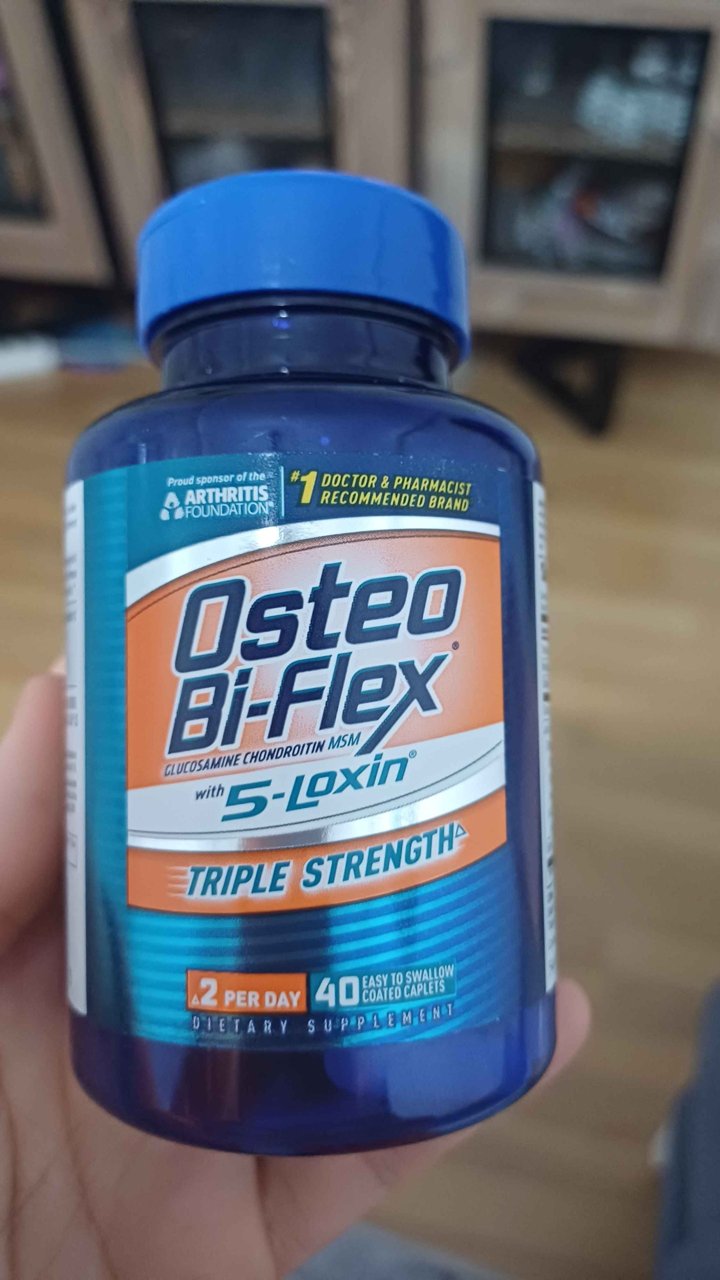 Proud sponsor of the
ARTHRITIS
FOUNDATION®
#1 DOCTOR & PHARMACIST
RECOMMENDED BRAND
Osteo
Bi-Flex®
GLUCOSAMINE CHONDROITIN MSM
with 5-Loxin®
TRIPLE STRENGTH△
△2 PER DAY
40 EASY TO SWALLOW
COATED CAPLETS
DIETARY SUPPLEMENT